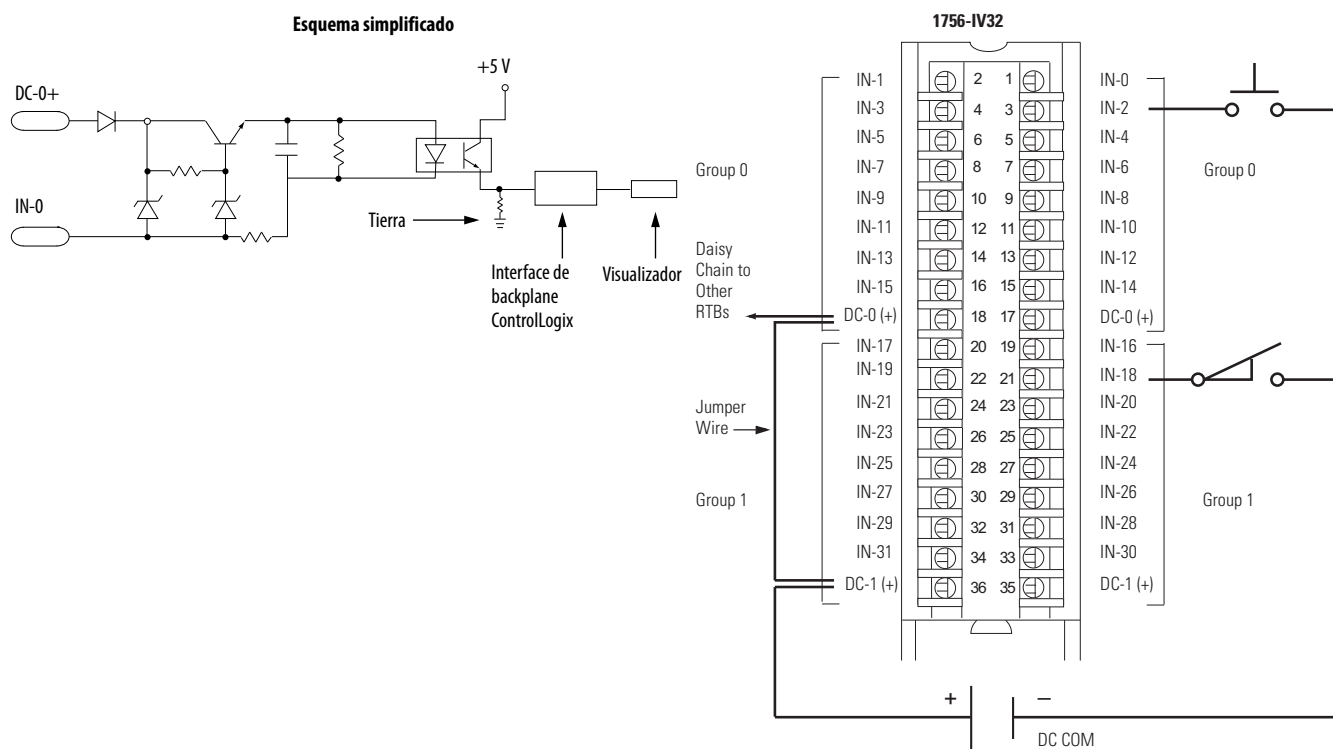 Esquema simplificado
+5 V
DC-0+
IN-0
Tierra
Interface de
backplane
ControlLogix
Visualizador
1756-IV32
Group 0
Daisy
Chain to
Other
RTBs
Jumper
Wire
Group 1
IN-1 2 1 IN-0
IN-3 4 3 IN-2
IN-5 6 5 IN-4
IN-7 8 7 IN-6
IN-9 10 9 IN-8
IN-11 12 11 IN-10
IN-13 14 13 IN-12
IN-15 16 15 IN-14
DC-0 (+) 18 17 DC-0 (+)
IN-17 20 19 IN-16
IN-19 22 21 IN-18
IN-21 24 23 IN-20
IN-23 26 25 IN-22
IN-25 28 27 IN-24
IN-27 30 29 IN-26
IN-29 32 31 IN-28
IN-31 34 33 IN-30
DC-1 (+) 36 35 DC-1 (+)
Group 0
Group 1
+ –
DC COM